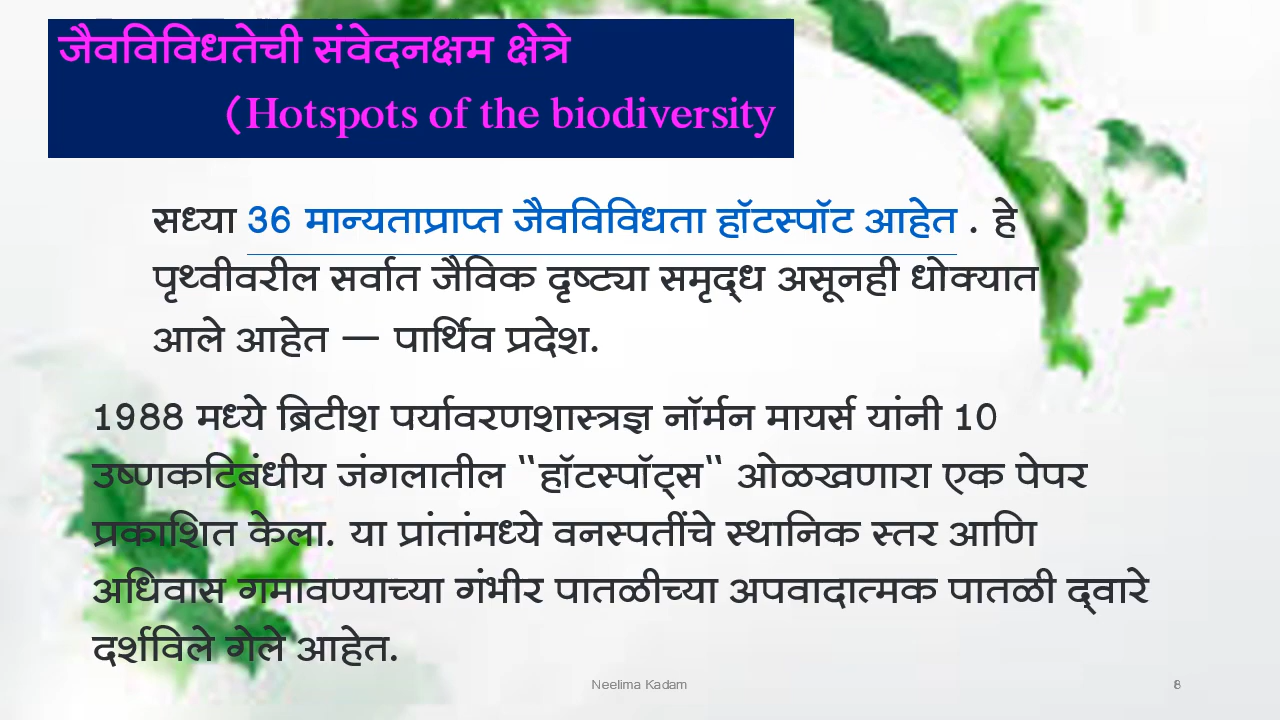 जैवविविधतेची संवेदनक्षम क्षेत्रे
(Hotspots of the biodiversity
सध्या 36 मान्यताप्राप्त जैवविविधता हॉटस्पॉट आहेत . हे
पृथ्वीवरील सर्वात जैविक दृष्ट्या समृद्ध असूनही धोक्यात
आले आहेत — पार्थिव प्रदेश.
1988 मध्ये ब्रिटीश पर्यावरणशास्त्रज्ञ नॉर्मन मायर्स यांनी 10
उष्णकटिबंधीय जंगलातील "हॉटस्पॉट्स" ओळखणारा एक पेपर
प्रकाशित केला. या प्रांतांमध्ये वनस्पतींचे स्थानिक स्तर आणि
अधिवास गमावण्याच्या गंभीर पातळीच्या अपवादात्मक पातळी द्वारे
दर्शविले गेले आहेत.
Neelima Kadam
8